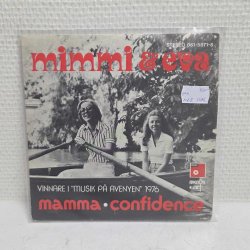 mimmi & eva
VINNARE I "MUSIK PÅ AVENYEN" 1976
mamma • confidence